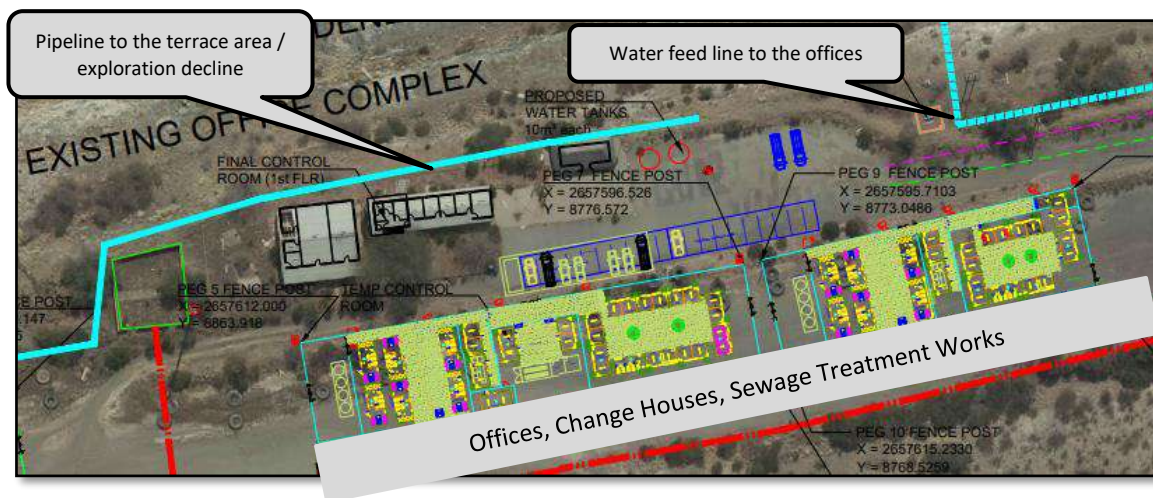 Pipeline to the terrace area /
exploration decline
Water feed line to the offices
EXISTING OFFICE COMPLEX
PROPOSED
WATER TANKS
10m³ each
FINAL CONTROL
ROOM (1st FLR)
PEG 7 FENCE POST
X = 2657596.526
Y = 8776.572
PEG 9 FENCE POST
X = 2657595.7103
Y = 8773.0486
PEG 5 FENCE POST
X = 2657612.000
Y = 8863.918
TEMP CONTROL
ROOM
CE POST
.147
Offices, Change Houses, Sewage Treatment Works
PEG 10 FENCE POST
X = 2657615.2330
Y = 8768.5259